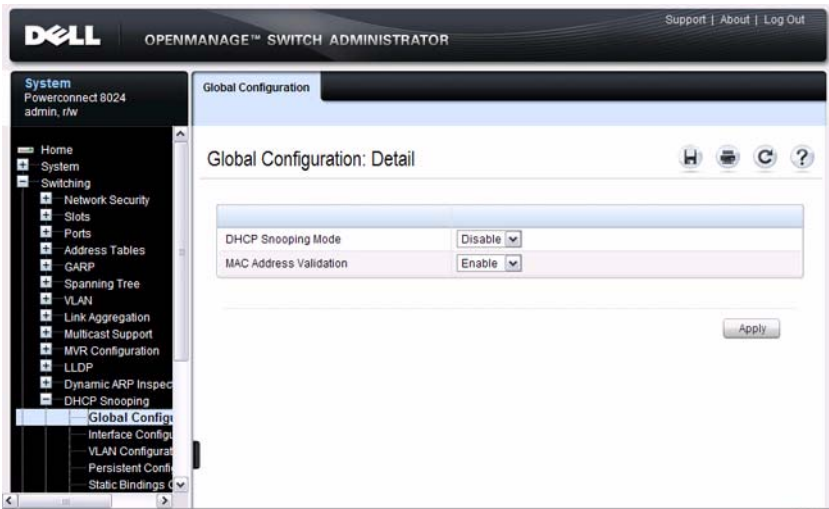 Support | About | Log Out
DELL OPENMANAGE™ SWITCH ADMINISTRATOR
System
Powerconnect 8024
admin, r/w
Home
System
Switching
Network Security
Slots
Ports
Address Tables
GARP
Spanning Tree
VLAN
Link Aggregation
Multicast Support
MVR Configuration
LLDP
Dynamic ARP Inspec
DHCP Snooping
Global Configu
Interface Configu
VLAN Configurat
Persistent Confi
Static Bindings C
Global Configuration
Global Configuration: Detail
DHCP Snooping Mode Disable
MAC Address Validation Enable
Apply